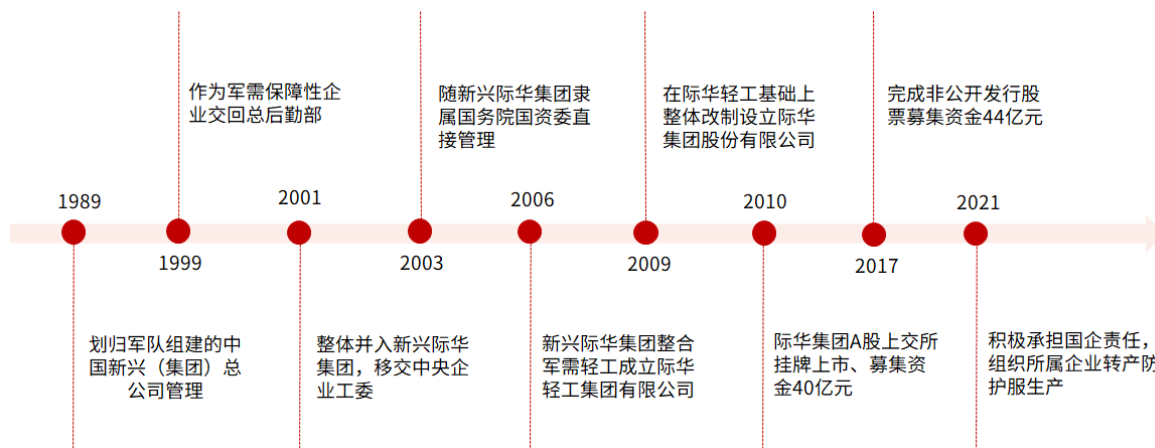 作为军需保障性企
业交回总后勤部
随新兴际华集团隶
属国务院国资委直
接管理
在际华轻工基础上
整体改制设立际华
集团股份有限公司
完成非公开发行股
票募集资金44亿元
1989
2001
2006
2010
2021
1999
2003
2009
2017
划归军队组建的中
国新兴（集团）总
公司管理
整体并入新兴际华
集团，移交中央企
业工委
新兴际华集团整合
军需轻工成立际华
轻工集团有限公司
际华集团A股上交所
挂牌上市、募集资
金40亿元
积极承担国企责任，
组织所属企业转产防
护服生产